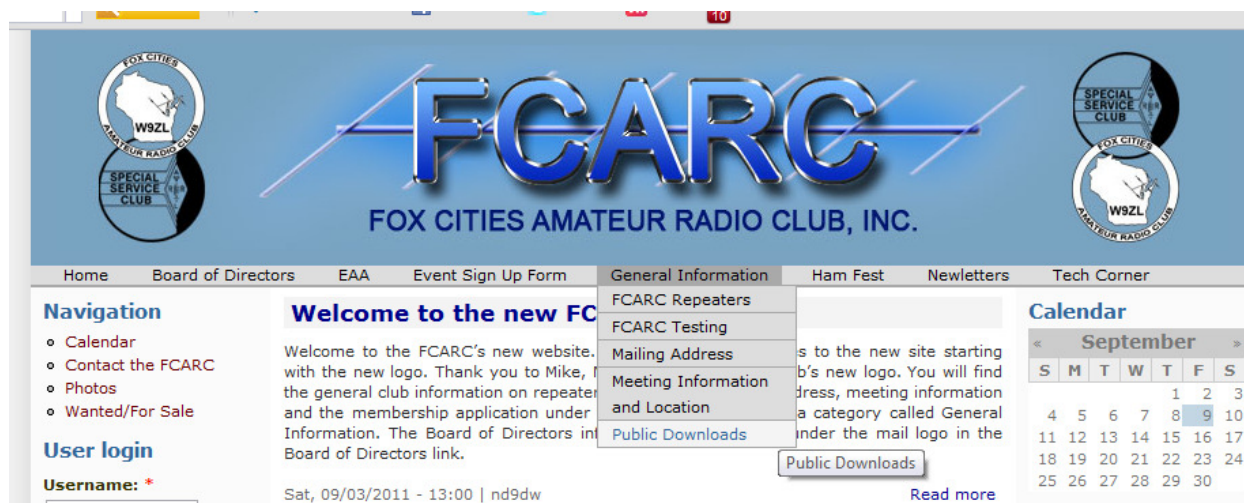 10
FOX CITIES
W9ZL
AMATEUR RADIO CLUB
SPECIAL
SERVICE
CLUB
FCARC
FOX CITIES AMATEUR RADIO CLUB, INC.
SPECIAL
SERVICE
CLUB
FOX CITIES
W9ZL
AMATEUR RADIO CLUB
Home Board of Directors EAA Event Sign Up Form General Information Ham Fest Newletters Tech Corner
FCARC Repeaters
FCARC Testing
Mailing Address
Meeting Information
and Location
Public Downloads
Public Downloads
Navigation
Calendar
Contact the FCARC
Photos
Wanted/For Sale
User login
Username: *
Welcome to the new FC
Welcome to the FCARC's new website. es to the new site starting
with the new logo. Thank you to Mike, b's new logo. You will find
the general club information on repeater dress, meeting information
and the membership application under a category called General
Information. The Board of Directors inf under the mail logo in the
Board of Directors link.
Sat, 09/03/2011 - 13:00 | nd9dw Read more
Calendar
« September »
S M T W T F S
1 2 3
4 5 6 7 8 9 10
11 12 13 14 15 16 17
18 19 20 21 22 23 24
25 26 27 28 29 30